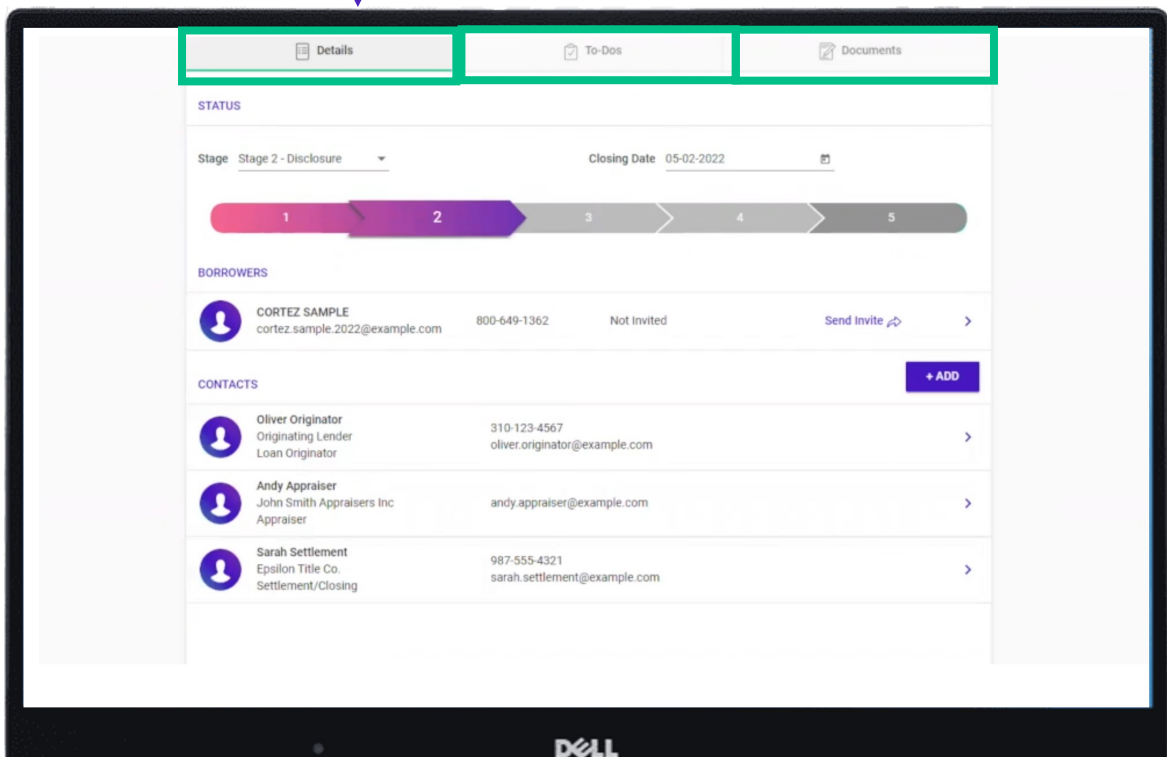 Details
To-Dos
Documents
STATUS
Stage Stage 2 - Disclosure
Closing Date 05-02-2022
1 2 3 4 5
BORROWERS
CORTEZ SAMPLE
cortez.sample.2022@example.com
800-649-1362
Not Invited
Send Invite
CONTACTS
+ ADD
Oliver Originator
Originating Lender
Loan Originator
310-123-4567
oliver.originator@example.com
Andy Appraiser
John Smith Appraisers Inc
Appraiser
andy.appraiser@example.com
Sarah Settlement
Epsilon Title Co.
Settlement/Closing
987-555-4321
sarah.settlement@example.com
DELL